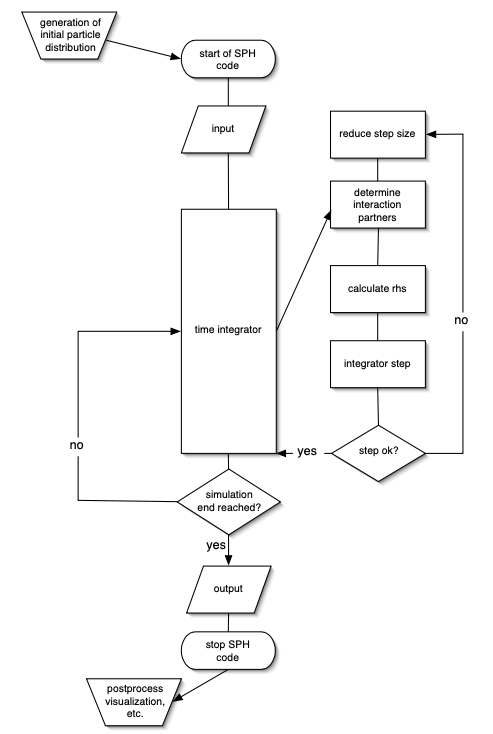 generation of
initial particle
distribution
start of SPH
code
input
reduce step size
determine
interaction
partners
time integrator
calculate rhs
no
integrator step
no
yes
step ok?
simulation
end reached?
yes
output
stop SPH
code
postprocess
visualization,
etc.